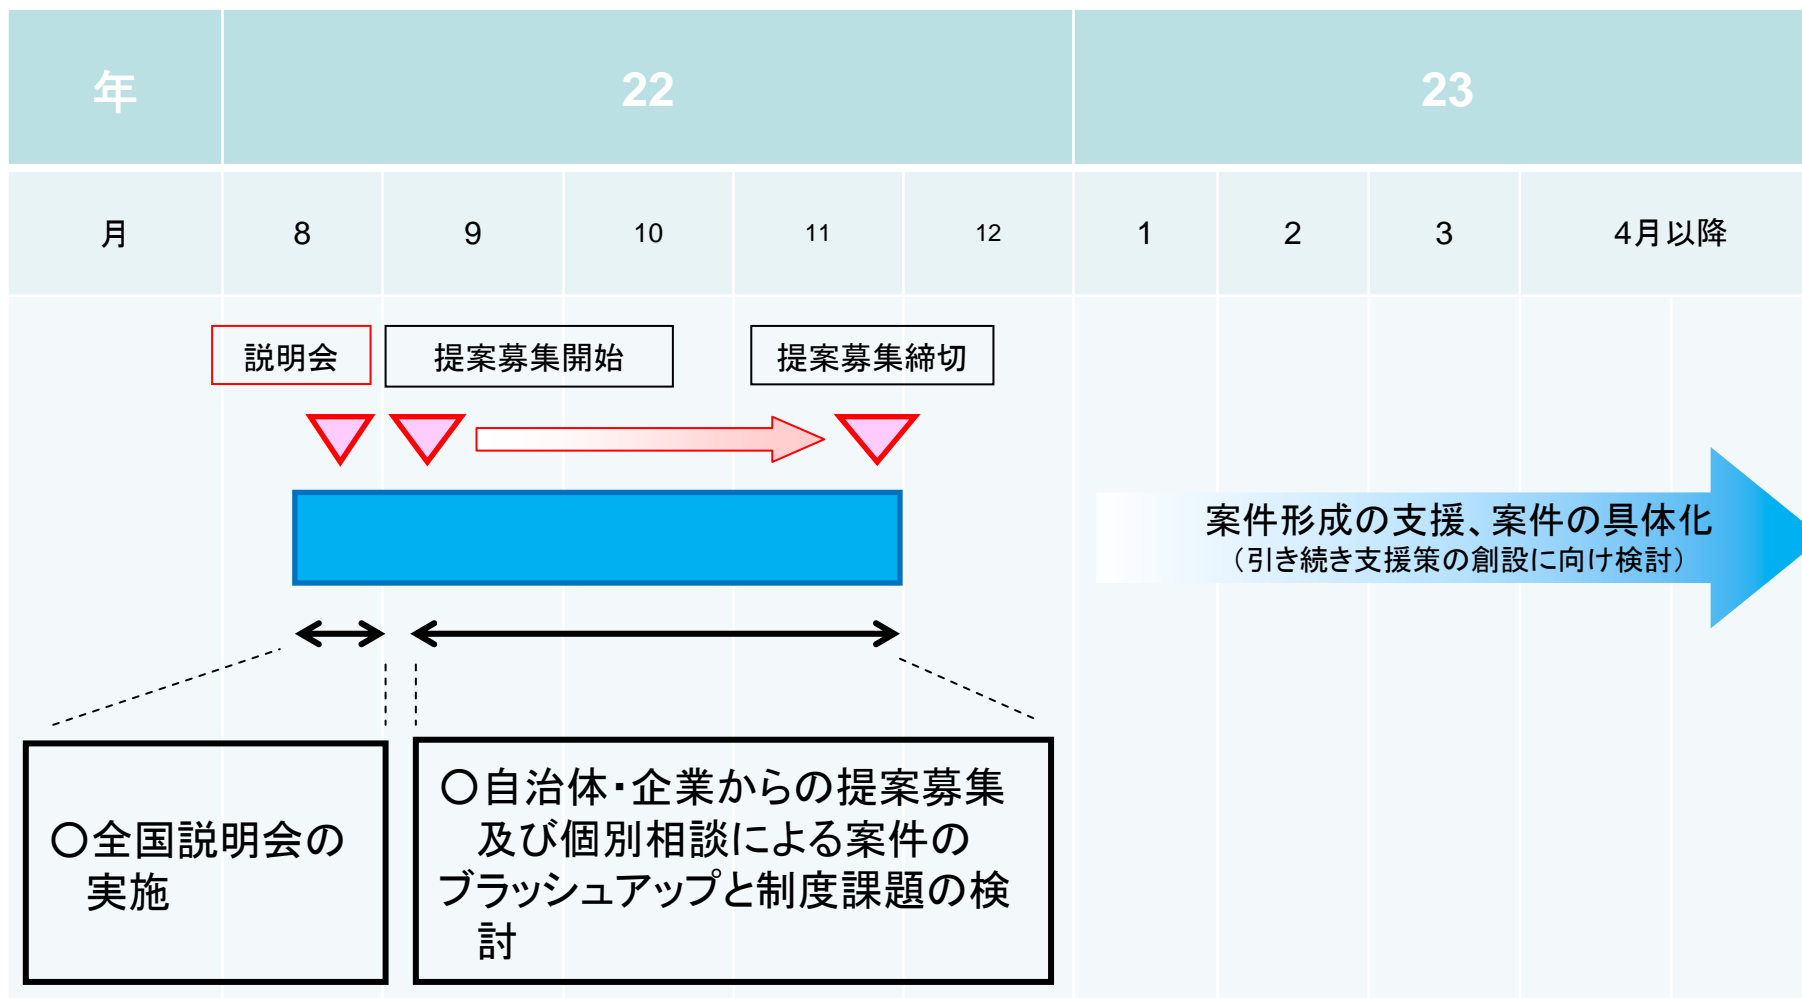 年 22 23
月 8 9 10 11 12 1 2 3 4月以降
説明会 提案募集開始 提案募集締切
案件形成の支援、案件の具体化
（引き続き支援策の創設に向け検討）
○全国説明会の
実施
○自治体・企業からの提案募集
及び個別相談による案件の
ブラッシュアップと制度課題の検
討